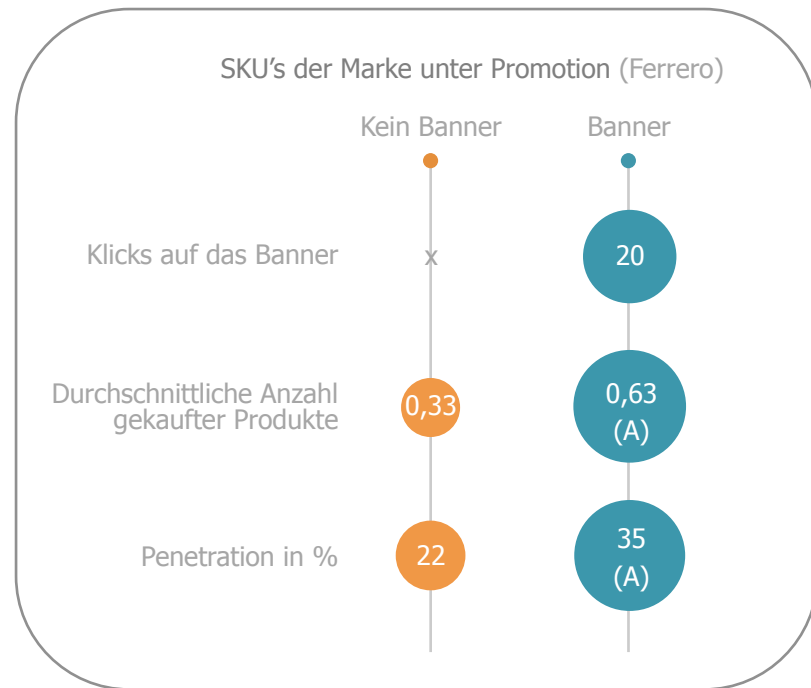 SKU's der Marke unter Promotion (Ferrero)
Kein Banner Banner
Klicks auf das Banner x 20
Durchschnittliche Anzahl
gekaufter Produkte
0,33
0,63
(A)
Penetration in %
22
35
(A)